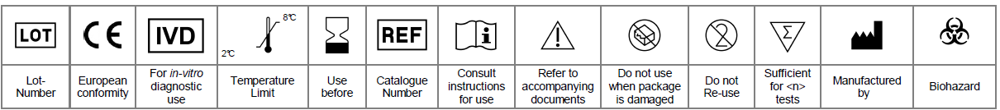 LOT
CE
IVD
8°C
2°C
REF
i
2
Σ
Lot-
Number
European
conformity
For in-vitro
diagnostic
use
Temperature
Limit
Use
before
Catalogue
Number
Consult
instructions
for use
Refer to
accompanying
documents
Do not use
when package
is damaged
Do not
Re-use
Sufficient
for <n>
tests
Manufactured
by
Biohazard